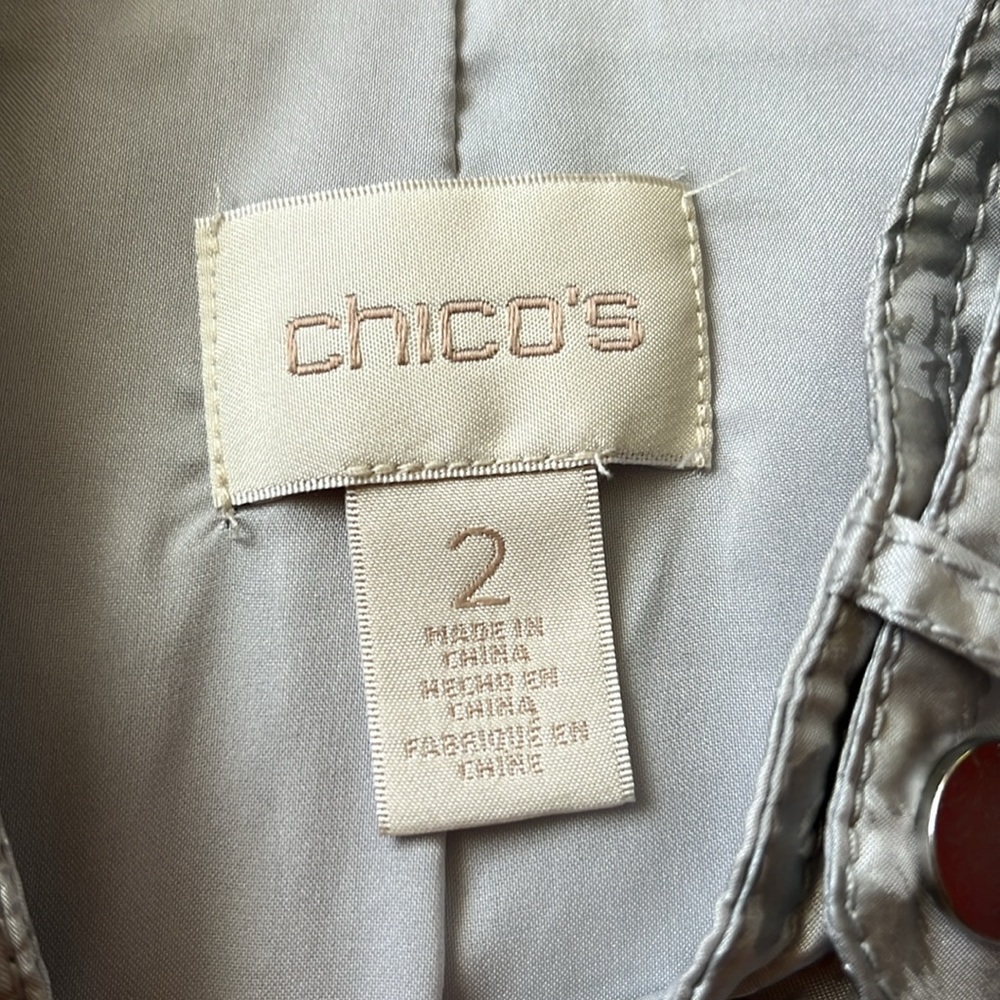 chico's
2
MADE IN
CHINA
HECHO EN
CHINA
FABRIQUÉ EN
CHINE